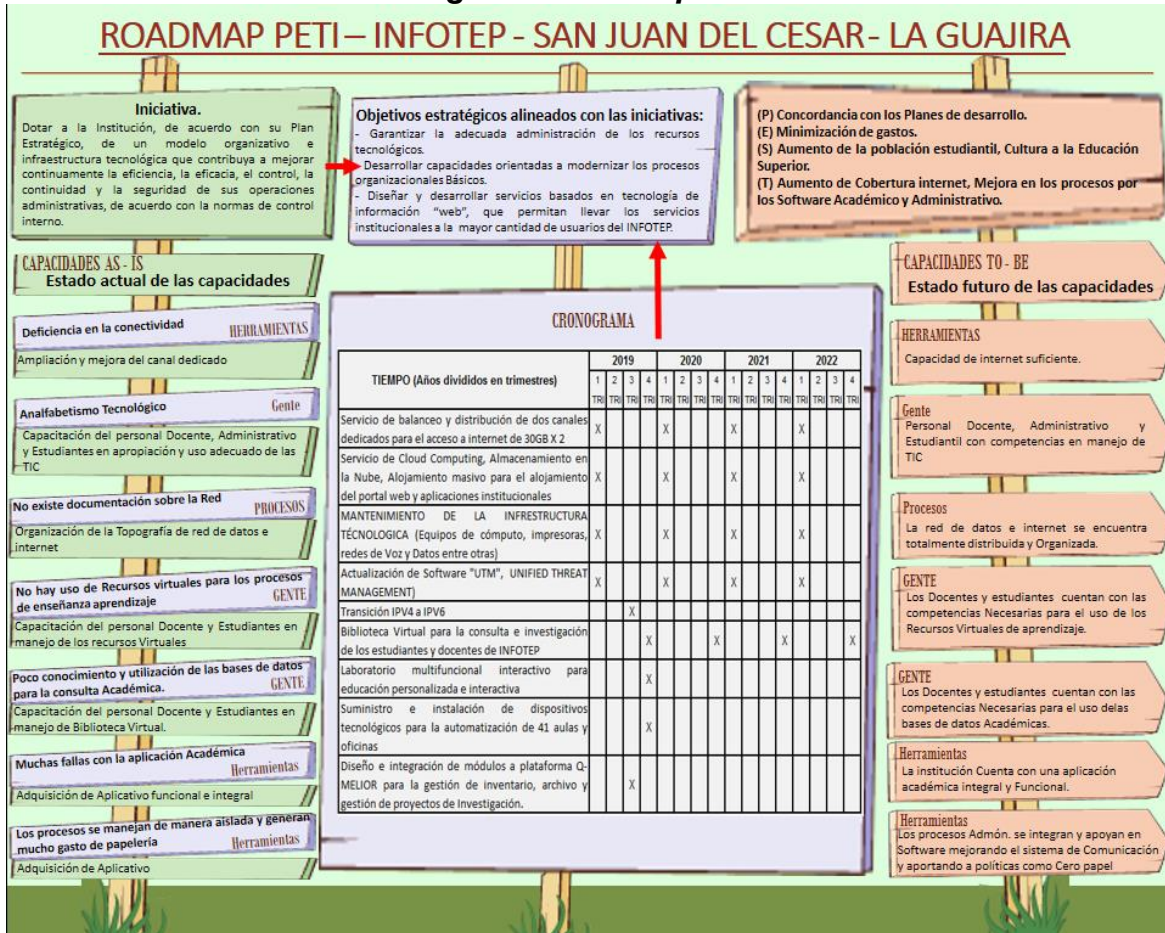 ROADMAP PETI – INFOTEP - SAN JUAN DEL CESAR - LA GUAJIRA
Iniciativa.
Dotar a la Institución, de acuerdo con su Plan
Estratégico, de un modelo organizativo e
infraestructura tecnológica que contribuya a mejorar
continuamente la eficiencia, la eficacia, el control, la
continuidad y la seguridad de sus operaciones
administrativas, de acuerdo con la normas de control
interno.
Objetivos estratégicos alineados con las iniciativas:
- Garantizar la adecuada administración de los recursos
tecnológicos.
- Desarrollar capacidades orientadas a modernizar los procesos
organizacionales Básicos.
- Diseñar y desarrollar servicios basados en tecnología de
información "web", que permitan llevar los servicios
institucionales a la mayor cantidad de usuarios del INFOTEP.
(P) Concordancia con los Planes de desarrollo.
(E) Minimización de gastos.
(S) Aumento de la población estudiantil, Cultura a la Educación
Superior.
(T) Aumento de Cobertura internet, Mejora en los procesos por
los Software Académico y Administrativo.
CAPACIDADES AS - IS
Estado actual de las capacidades
Deficiencia en la conectividad HERRAMIENTAS
Ampliación y mejora del canal dedicado
Analfabetismo Tecnológico Gente
Capacitación del personal Docente, Administrativo
y Estudiantes en apropiación y uso adecuado de las
TIC
No existe documentación sobre la Red PROCESOS
Organización de la Topografía de red de datos e
internet
No hay uso de Recursos virtuales para los procesos
de enseñanza aprendizaje GENTE
Capacitación del personal Docente y Estudiantes en
manejo de los recursos Virtuales
Poco conocimiento y utilización de las bases de datos
para la consulta Académica. GENTE
Capacitación del personal Docente y Estudiantes en
manejo de Biblioteca Virtual.
Muchas fallas con la aplicación Académica
Herramientas
Adquisición de Aplicativo funcional e integral
Los procesos se manejan de manera aislada y generan
mucho gasto de papelería Herramientas
Adquisición de Aplicativo
CRONOGRAMA
TIEMPO (Años divididos en trimestres) 2019 2020 2021 2022
1 2 3 4 1 2 3 4 1 2 3 4 1 2 3 4
TRI TRI TRI TRI TRI TRI TRI TRI TRI TRI TRI TRI TRI TRI TRI TRI
Servicio de balanceo y distribución de dos canales
dedicados para el acceso a internet de 30GB X 2 X X X X
Servicio de Cloud Computing, Almacenamiento en
la Nube, Alojamiento masivo para el alojamiento X X X X
del portal web y aplicaciones institucionales
MANTENIMIENTO DE LA INFRESTRUCTURA
TÉCNOLOGICA (Equipos de cómputo, impresoras, X X X X
redes de Voz y Datos entre otras)
Actualización de Software "UTM", UNIFIED THREAT
MANAGEMENT) X X X X
Transición IPV4 a IPV6 X
Biblioteca Virtual para la consulta e investigación
de los estudiantes y docentes de INFOTEP X X X X
Laboratorio multifuncional interactivo para
educación personalizada e interactiva X
Suministro e instalación de dispositivos
tecnológicos para la automatización de 41 aulas y X
oficinas
Diseño e integración de módulos a plataforma Q-
MELIOR para la gestión de inventario, archivo y X
gestión de proyectos de Investigación.
CAPACIDADES TO - BE
Estado futuro de las capacidades
HERRAMIENTAS
Capacidad de internet suficiente.
Gente
Personal Docente, Administrativo y
Estudiantil con competencias en manejo de
TIC
Procesos
La red de datos e internet se encuentra
totalmente distribuida y Organizada.
GENTE
Los Docentes y estudiantes cuentan con las
competencias Necesarias para el uso de los
Recursos Virtuales de aprendizaje.
GENTE
Los Docentes y estudiantes cuentan con las
competencias Necesarias para el uso delas
bases de datos Académicas.
Herramientas
La institución Cuenta con una aplicación
académica integral y Funcional.
Herramientas
Los procesos Admón. se integran y apoyan en
Software mejorando el sistema de Comunicación
y aportando a políticas como Cero papel